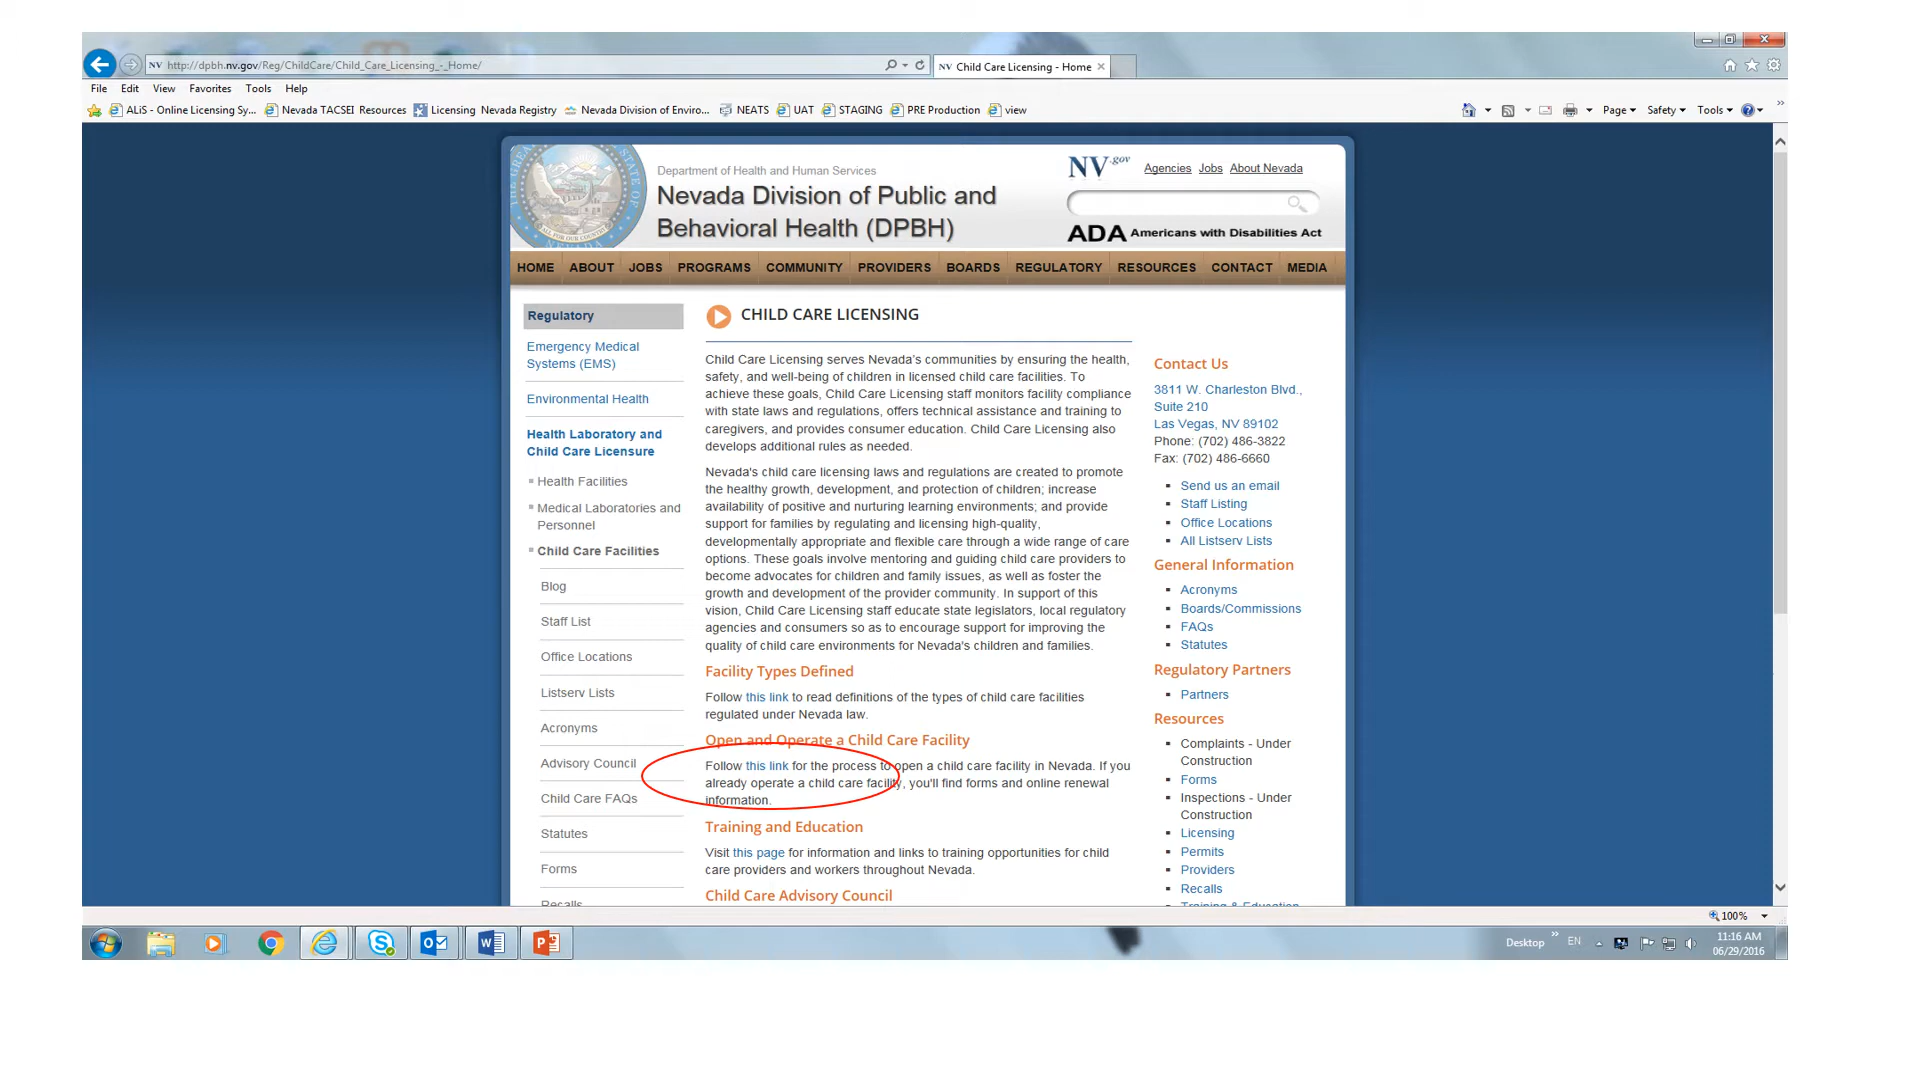 http://dpbh.nv.gov/Reg/ChildCare/Child_Care_Licensing_-_Home/
NV Child Care Licensing - Home
File Edit View Favorites Tools Help
ALiS - Online Licensing Sy... Nevada TACSEI Resources Licensing Nevada Registry Nevada Division of Enviro... NEATS UAT STAGING PRE Production view
Page Safety Tools
Department of Health and Human Services
Nevada Division of Public and
Behavioral Health (DPBH)
NV.gov Agencies Jobs About Nevada
ADA Americans with Disabilities Act
HOME ABOUT JOBS PROGRAMS COMMUNITY PROVIDERS BOARDS REGULATORY RESOURCES CONTACT MEDIA
Regulatory
Emergency Medical
Systems (EMS)
Environmental Health
Health Laboratory and
Child Care Licensure
Health Facilities
Medical Laboratories and
Personnel
Child Care Facilities
Blog
Staff List
Office Locations
Listserv Lists
Acronyms
Advisory Council
Child Care FAQs
Statutes
Forms
Recalls
CHILD CARE LICENSING
Child Care Licensing serves Nevada's communities by ensuring the health,
safety, and well-being of children in licensed child care facilities. To
achieve these goals, Child Care Licensing staff monitors facility compliance
with state laws and regulations, offers technical assistance and training to
caregivers, and provides consumer education. Child Care Licensing also
develops additional rules as needed.
Nevada's child care licensing laws and regulations are created to promote
the healthy growth, development, and protection of children; increase
availability of positive and nurturing learning environments; and provide
support for families by regulating and licensing high-quality,
developmentally appropriate and flexible care through a wide range of care
options. These goals involve mentoring and guiding child care providers to
become advocates for children and family issues, as well as foster the
growth and development of the provider community. In support of this
vision, Child Care Licensing staff educate state legislators, local regulatory
agencies and consumers so as to encourage support for improving the
quality of child care environments for Nevada's children and families.
Facility Types Defined
Follow this link to read definitions of the types of child care facilities
regulated under Nevada law.
Open and Operate a Child Care Facility
Follow this link for the process to open a child care facility in Nevada. If you
already operate a child care facility, you'll find forms and online renewal
information.
Training and Education
Visit this page for information and links to training opportunities for child
care providers and workers throughout Nevada.
Child Care Advisory Council
Contact Us
3811 W. Charleston Blvd.,
Suite 210
Las Vegas, NV 89102
Phone: (702) 486-3822
Fax: (702) 486-6660
Send us an email
Staff Listing
Office Locations
All Listserv Lists
General Information
Acronyms
Boards/Commissions
FAQs
Statutes
Regulatory Partners
Partners
Resources
Complaints - Under
Construction
Forms
Inspections - Under
Construction
Licensing
Permits
Providers
Recalls
Training & Education
100%
Desktop EN 11:16 AM
06/29/2016